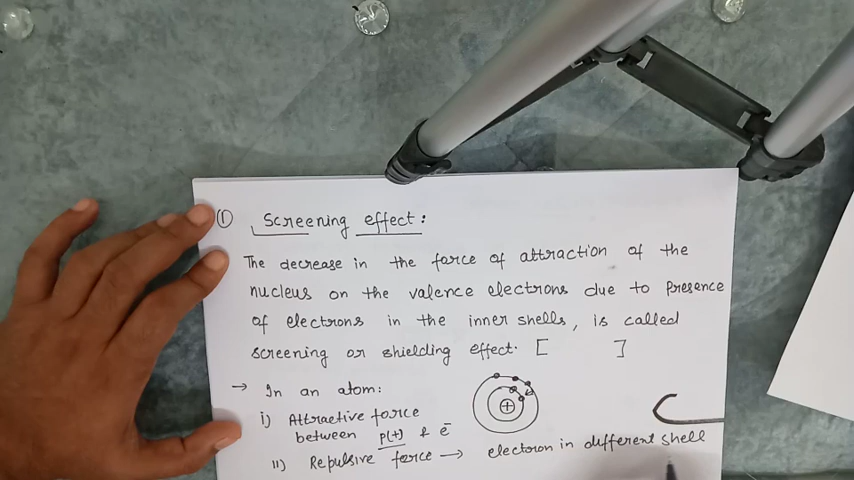 ① Screening effect:
The decrease in the force of attraction of the
nucleus on the valence electrons due to presence
of electrons in the inner shells, is called
screening or shielding effect. [ ]
→ In an atom:
i) Attractive force
between p(+) & ē
ii) Repulsive force → electron in different shell
+